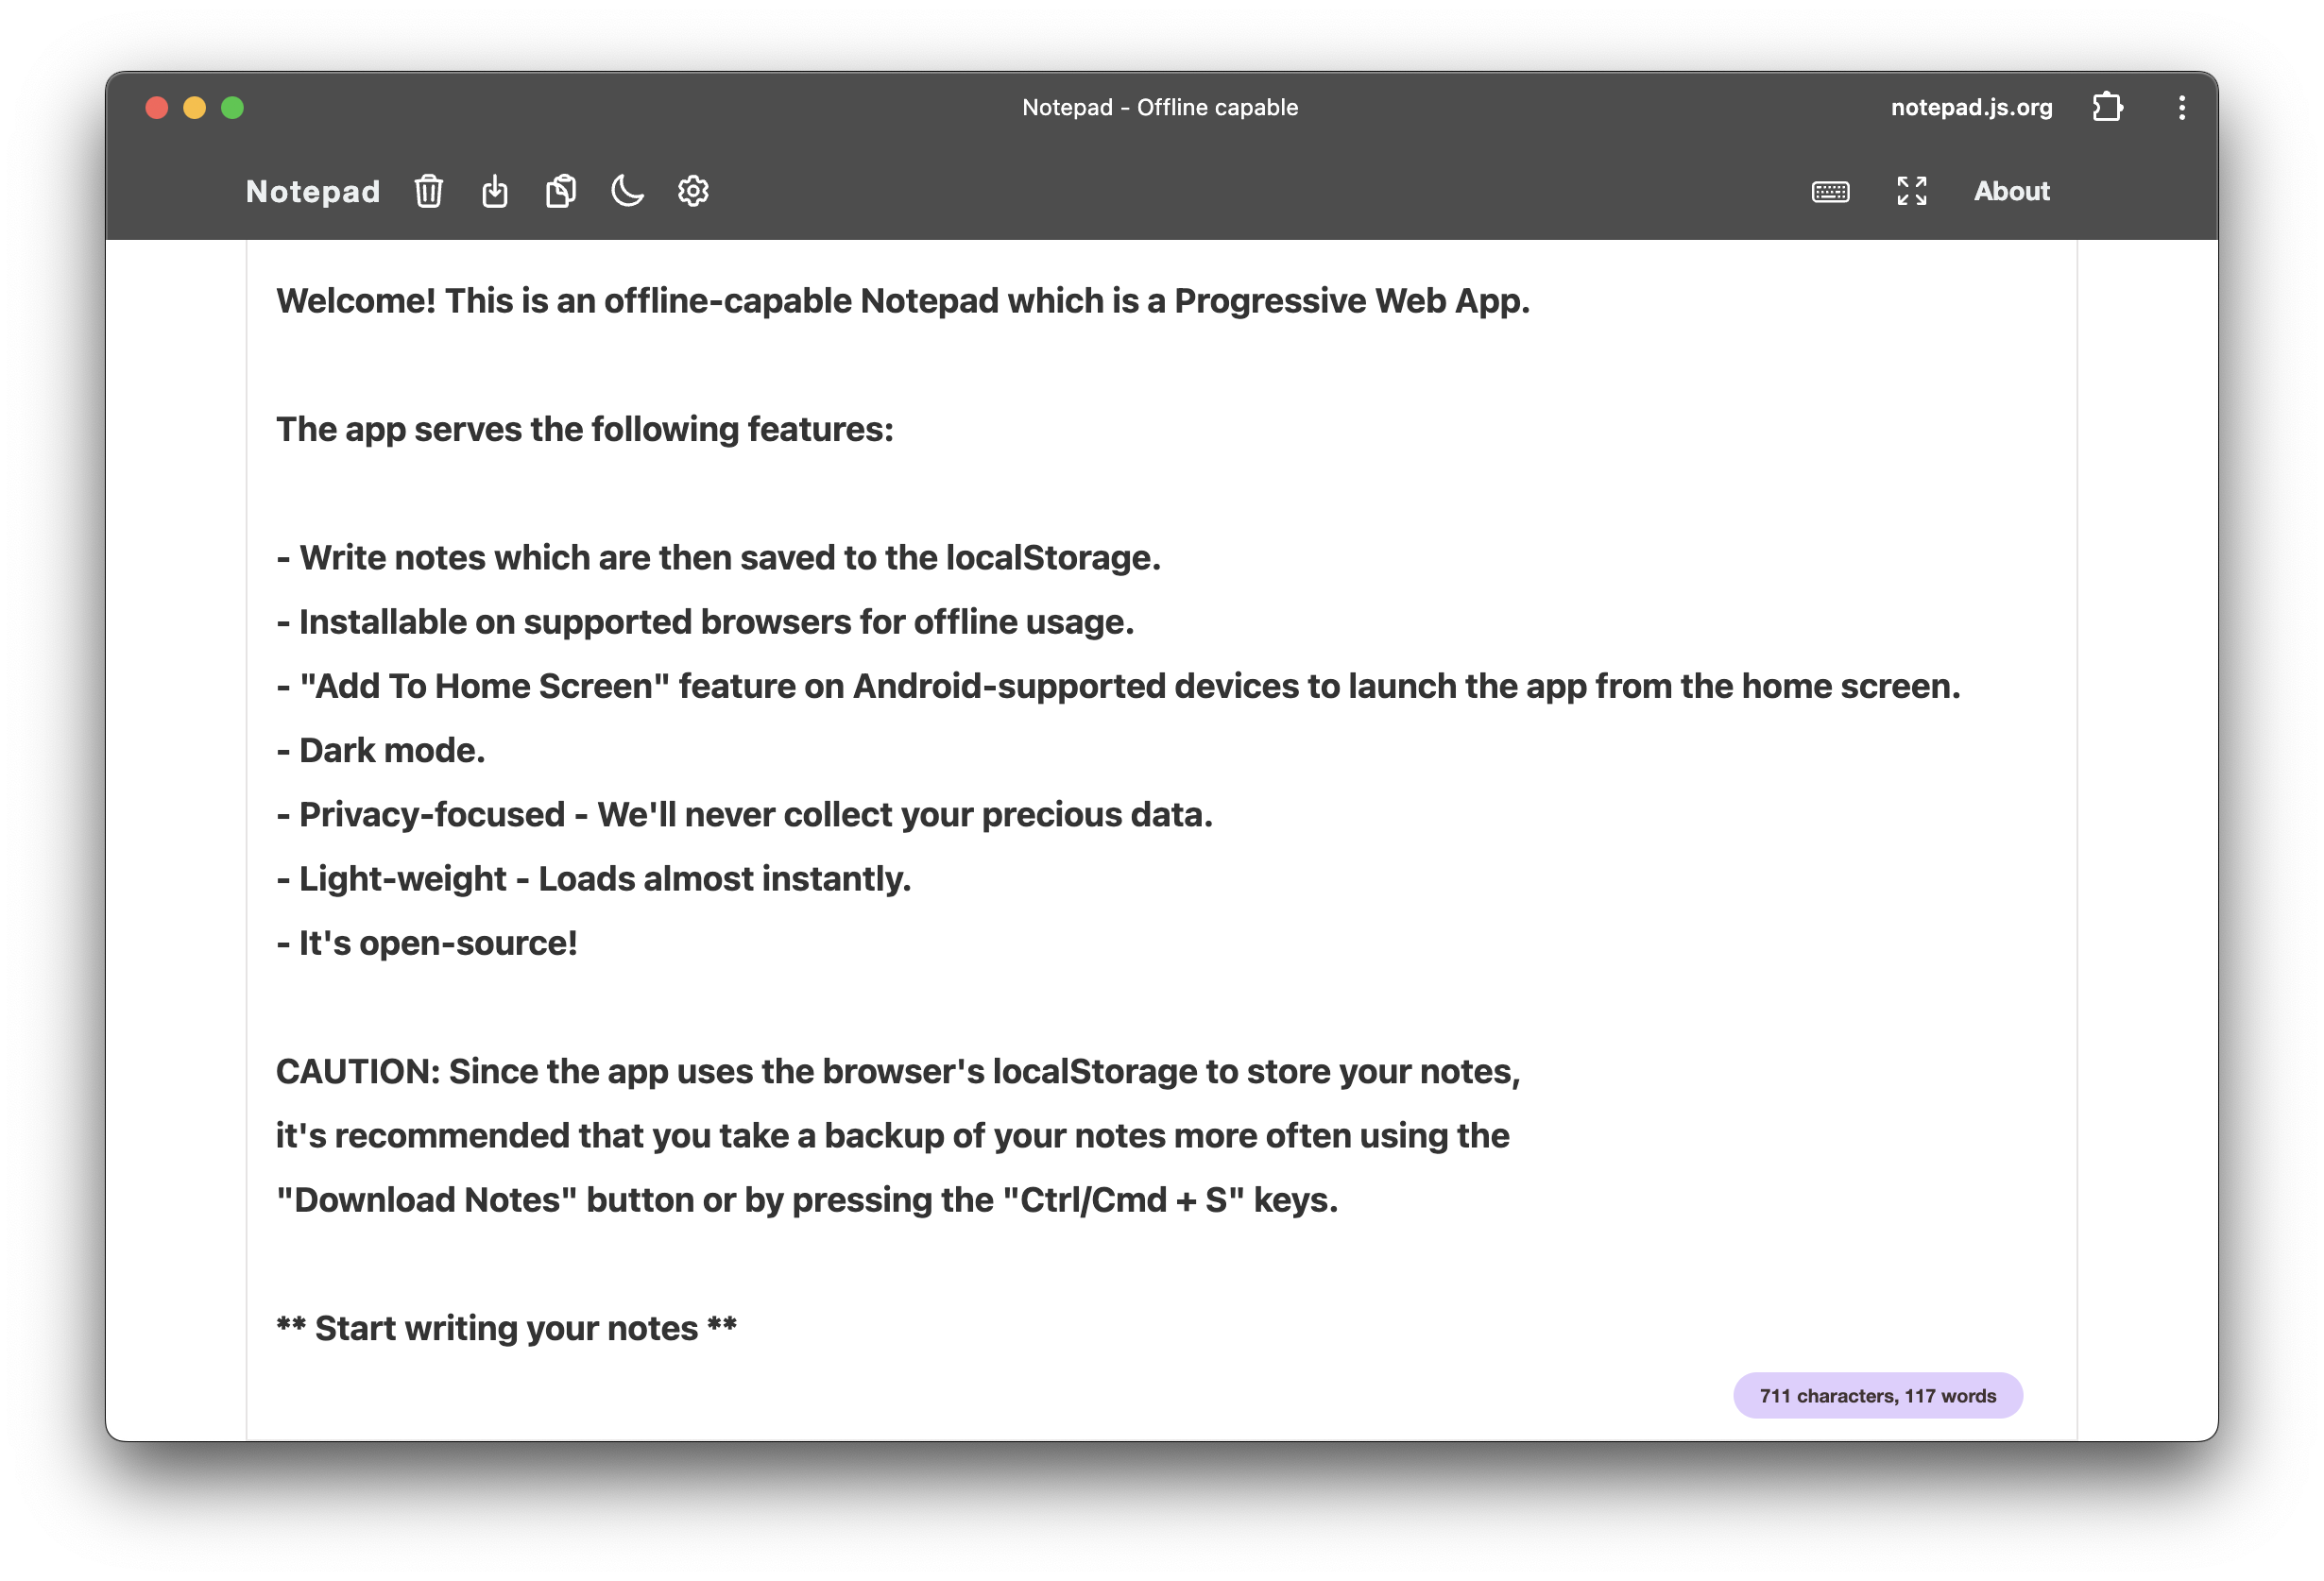 Notepad - Offline capable
notepad.js.org
Notepad
About
Welcome! This is an offline-capable Notepad which is a Progressive Web App.
The app serves the following features:
- Write notes which are then saved to the localStorage.
- Installable on supported browsers for offline usage.
- "Add To Home Screen" feature on Android-supported devices to launch the app from the home screen.
- Dark mode.
- Privacy-focused - We'll never collect your precious data.
- Light-weight - Loads almost instantly.
- It's open-source!
CAUTION: Since the app uses the browser's localStorage to store your notes,
it's recommended that you take a backup of your notes more often using the
"Download Notes" button or by pressing the "Ctrl/Cmd + S" keys.
** Start writing your notes **
711 characters, 117 words